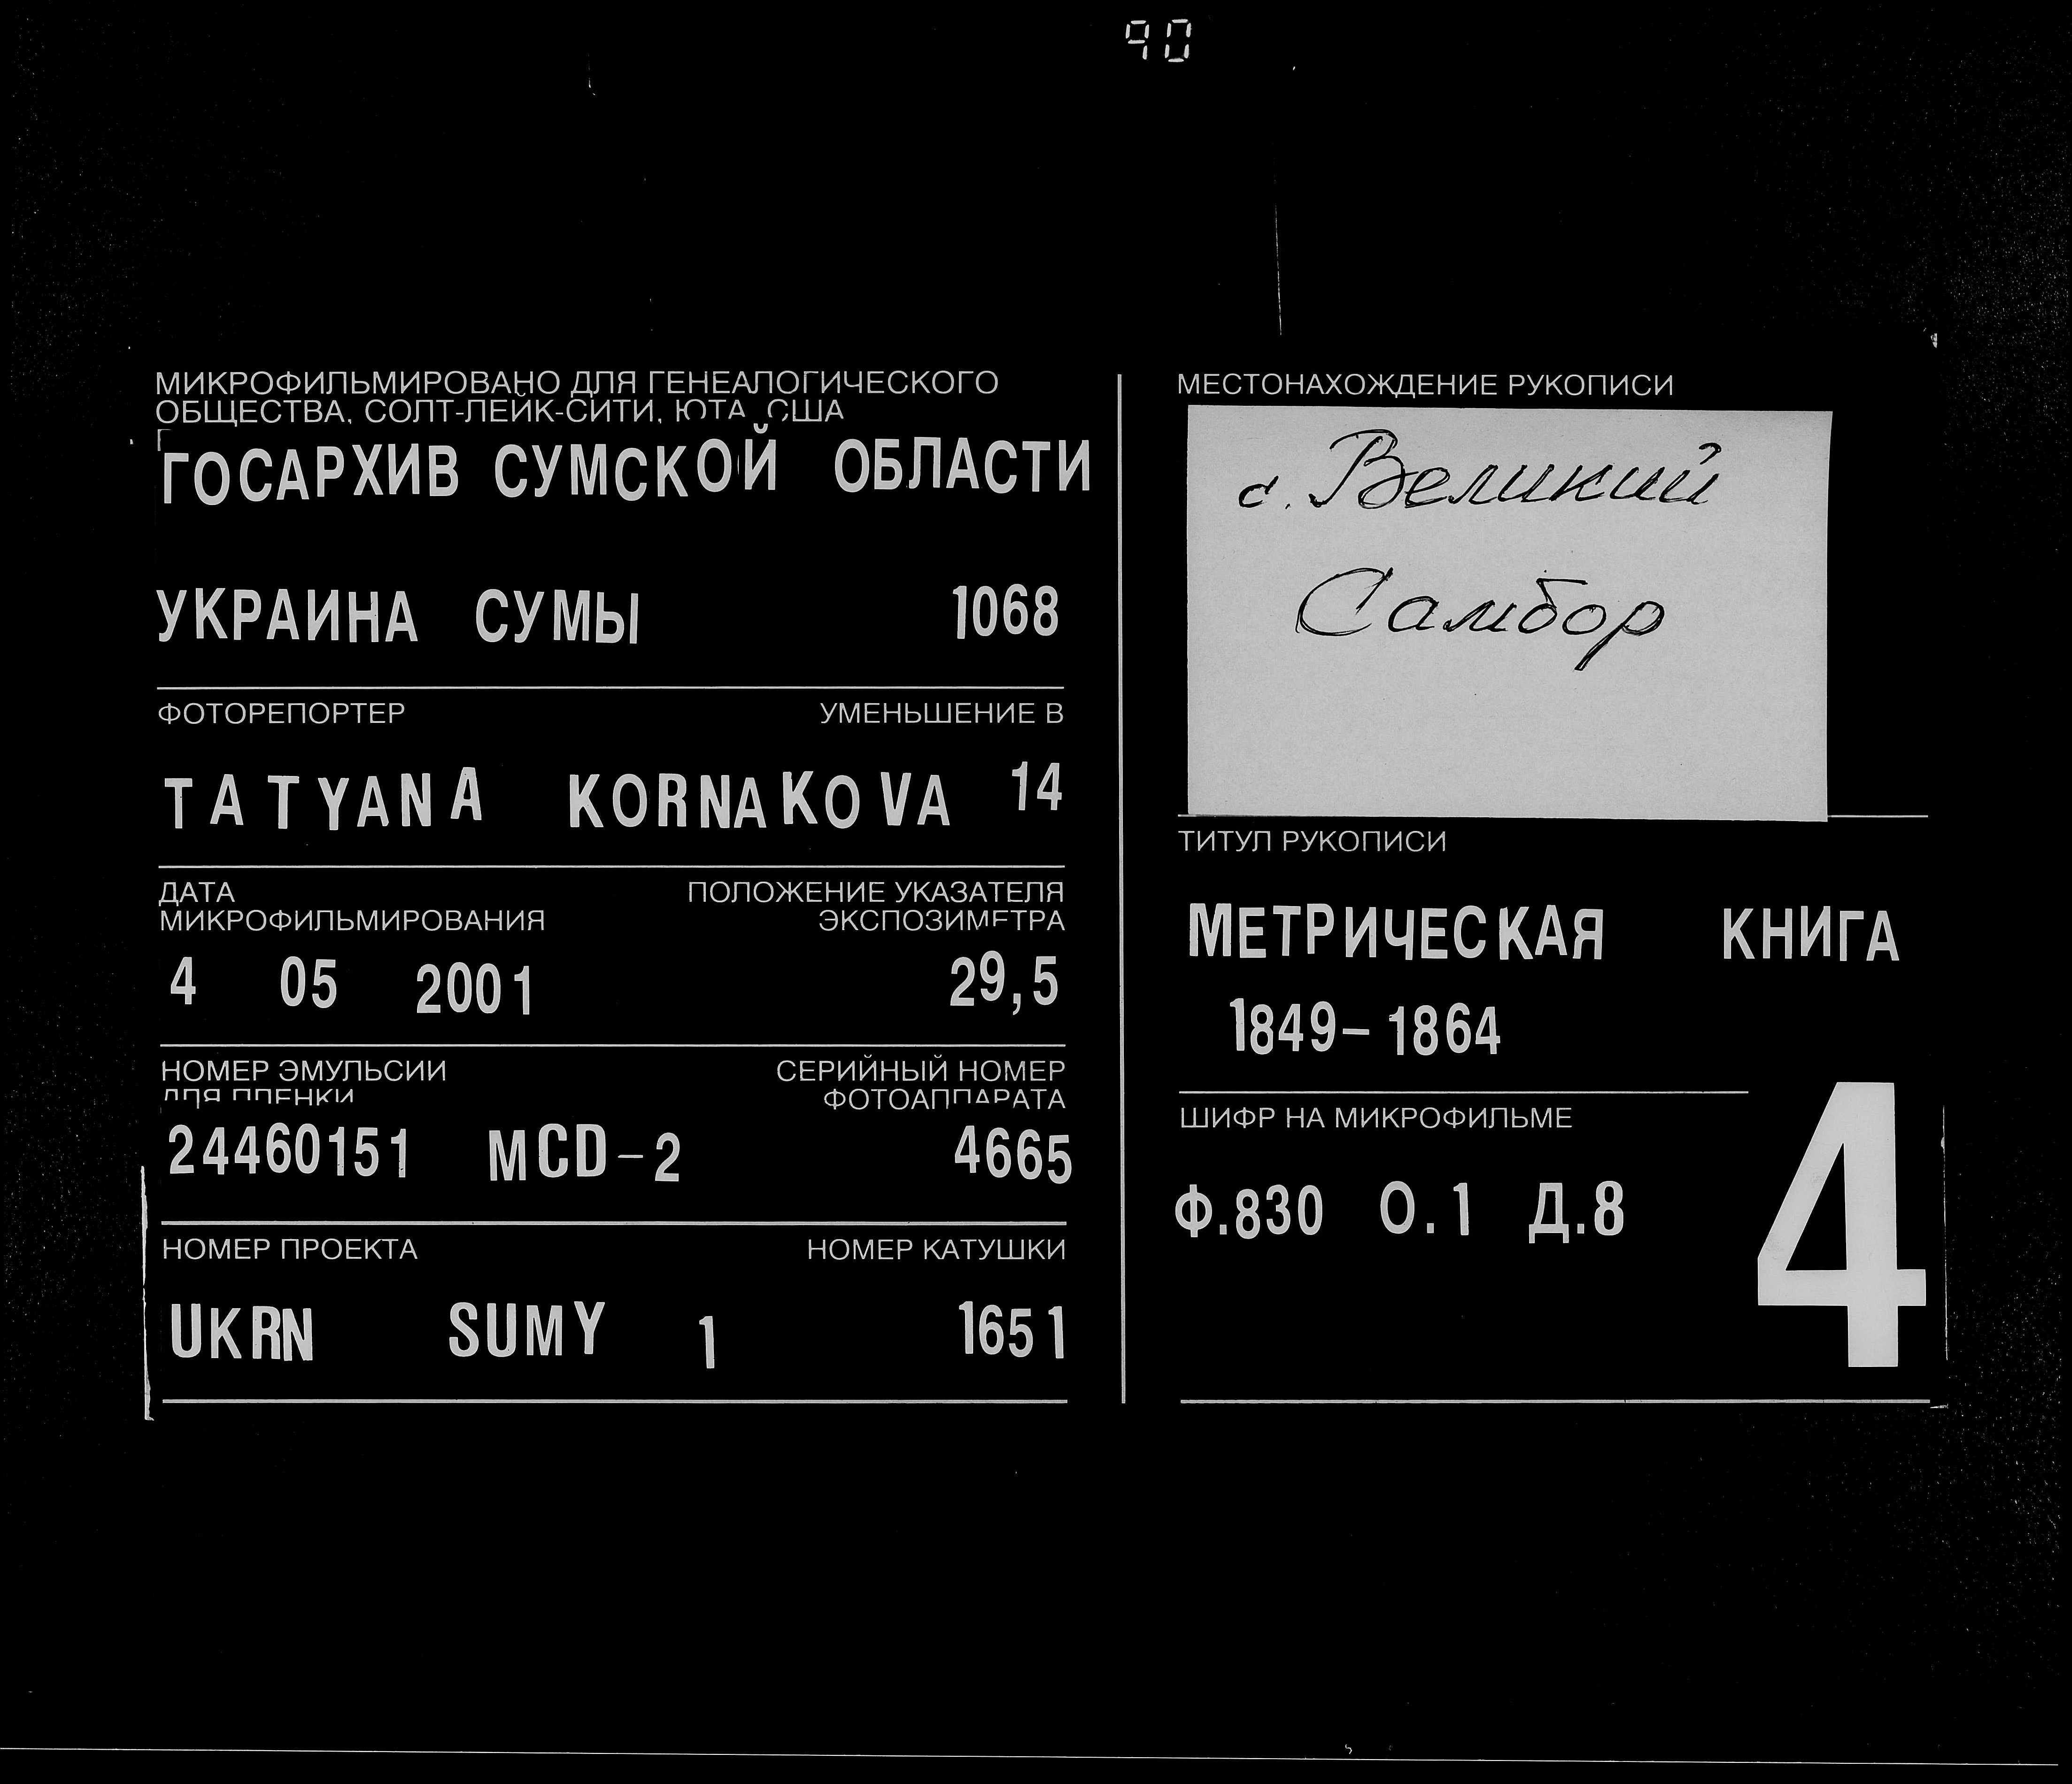 90
МИКРОФИЛЬМИРОВАНО ДЛЯ ГЕНЕАЛОГИЧЕСКОГО
ОБЩЕСТВА, СОЛТ-ЛЕЙК-СИТИ, ЮТА, США
ГОСАРХИВ СУМСКОЙ ОБЛАСТИ
УКРАИНА СУМЫ 1068
ФОТОРЕПОРТЕР УМЕНЬШЕНИЕ В
TATYANA KORNAKOVA 14
ДАТА ПОЛОЖЕНИЕ УКАЗАТЕЛЯ
МИКРОФИЛЬМИРОВАНИЯ ЭКСПОЗИМЕТРА
4 05 2001 29,5
НОМЕР ЭМУЛЬСИИ СЕРИЙНЫЙ НОМЕР
ДЛЯ ПЛЕНКИ ФОТОАППАРАТА
24460151 MCD-2 4665
НОМЕР ПРОЕКТА НОМЕР КАТУШКИ
UKRN SUMY 1 1651
МЕСТОНАХОЖДЕНИЕ РУКОПИСИ
с. Великий
Самбор
ТИТУЛ РУКОПИСИ
МЕТРИЧЕСКАЯ КНИГА
1849-1864
ШИФР НА МИКРОФИЛЬМЕ
Ф.830 О.1 Д.8
4